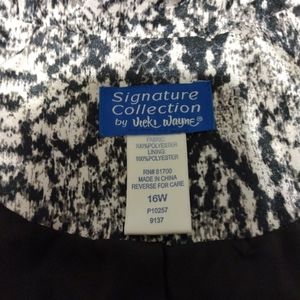 Signature
Collection
by Vicki Wayne®
FABRIC:
100%POLYESTER
LINING:
100%POLYESTER
RN# 81700
MADE IN CHINA
REVERSE FOR CARE
16W
P10257
9137